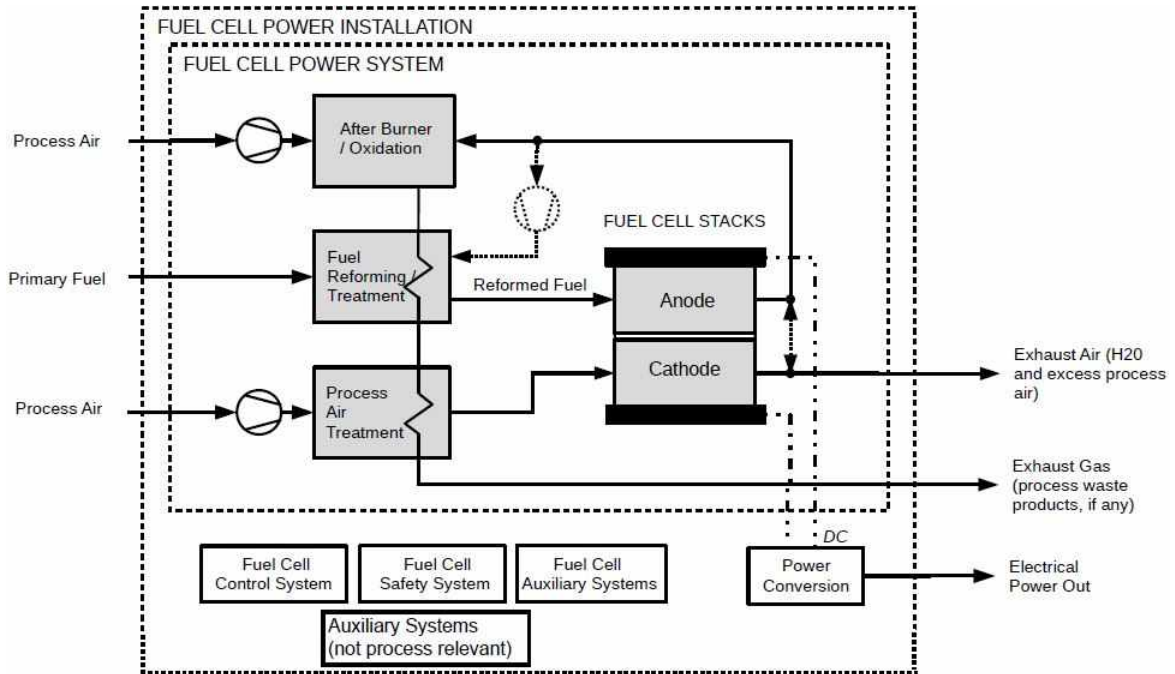 FUEL CELL POWER INSTALLATION
FUEL CELL POWER SYSTEM
Process Air
After Burner
/ Oxidation
FUEL CELL STACKS
Primary Fuel
Fuel
Reforming /
Treatment
Reformed Fuel
Anode
Cathode
Exhaust Air (H20
and excess process
air)
Process Air
Process
Air
Treatment
Exhaust Gas
(process waste
products, if any)
DC
Fuel Cell
Control System
Fuel Cell
Safety System
Fuel Cell
Auxiliary Systems
Power
Conversion
Electrical
Power Out
Auxiliary Systems
(not process relevant)